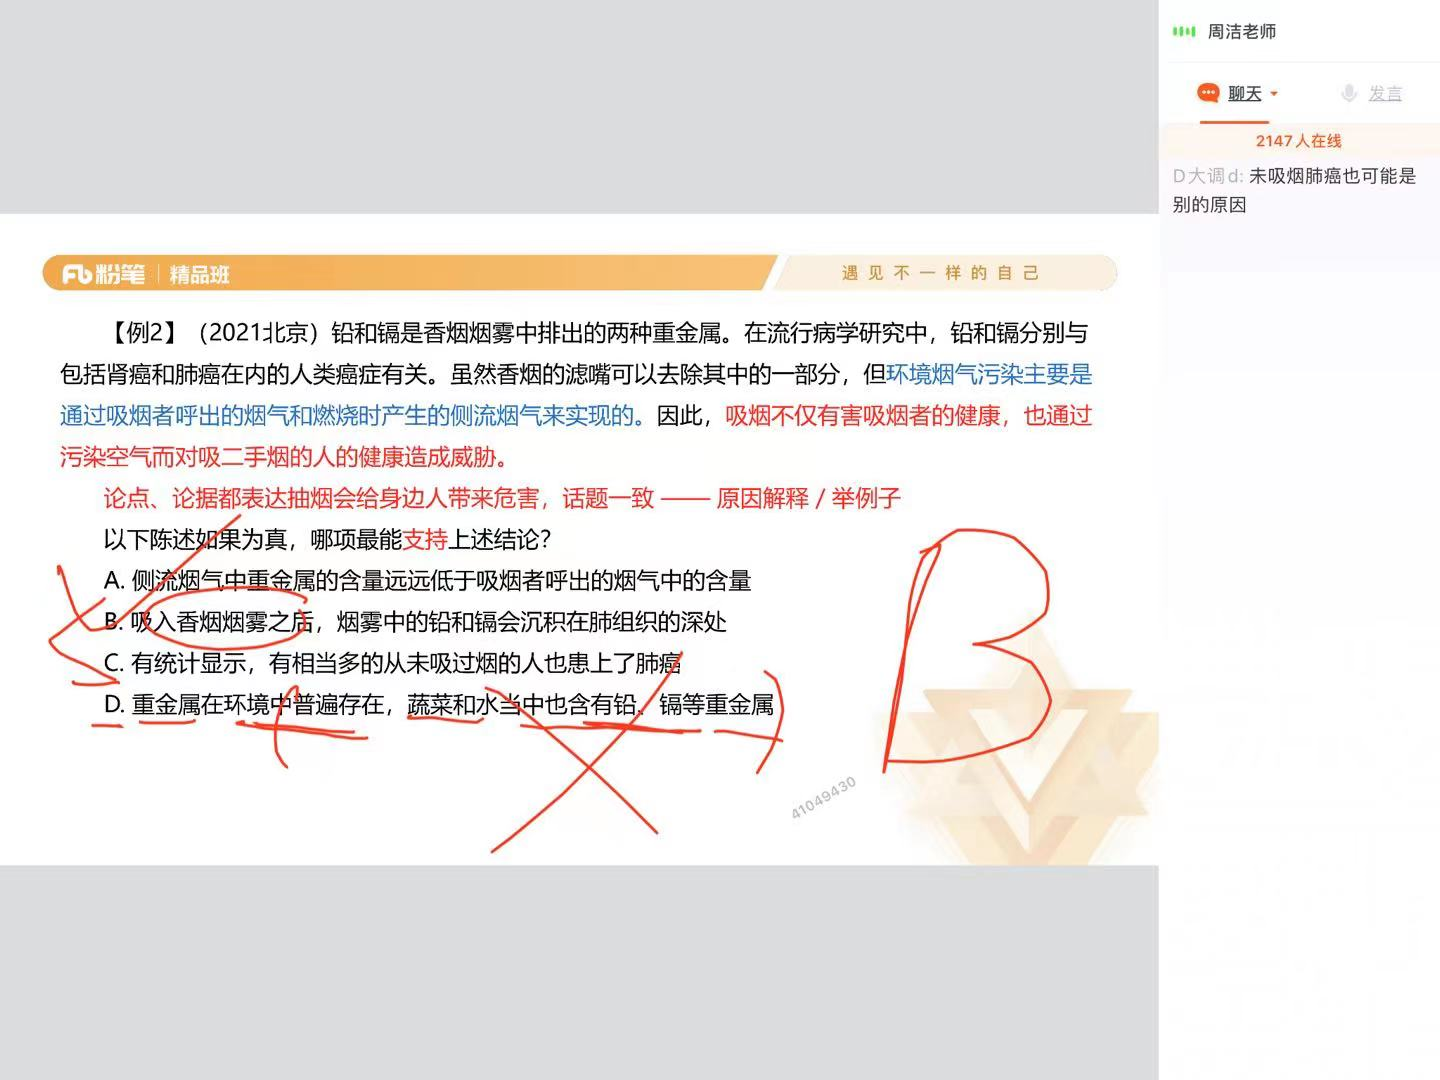 周洁老师
聊天
发言
2147人在线
D大调d: 未吸烟肺癌也可能是
别的原因
粉笔 精品班
遇见不一样的自己
【例2】（2021北京）铅和镉是香烟烟雾中排出的两种重金属。在流行病学研究中，铅和镉分别与
包括肾癌和肺癌在内的人类癌症有关。虽然香烟的滤嘴可以去除其中的一部分，但环境烟气污染主要是
通过吸烟者呼出的烟气和燃烧时产生的侧流烟气来实现的。因此，吸烟不仅有害吸烟者的健康，也通过
污染空气而对吸二手烟的人的健康造成威胁。
论点、论据都表达抽烟会给身边人带来危害，话题一致 —— 原因解释 / 举例子
以下陈述如果为真，哪项最能支持上述结论？
A. 侧流烟气中重金属的含量远远低于吸烟者呼出的烟气中的含量
B. 吸入香烟烟雾之后，烟雾中的铅和镉会沉积在肺组织的深处
C. 有统计显示，有相当多的从未吸过烟的人也患上了肺癌
D. 重金属在环境中普遍存在，蔬菜和水当中也含有铅、镉等重金属
B
41049430